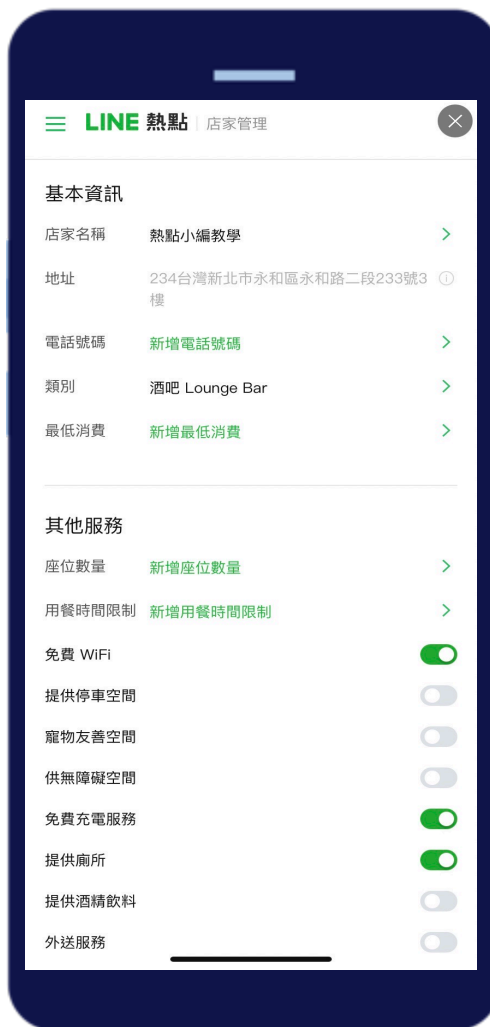 LINE 熱點 | 店家管理
基本資訊
店家名稱 熱點小編教學
地址 234台灣新北市永和區永和路二段233號3
樓
電話號碼 新增電話號碼
類別 酒吧 Lounge Bar
最低消費 新增最低消費
其他服務
座位數量 新增座位數量
用餐時間限制 新增用餐時間限制
免費 WiFi
提供停車空間
寵物友善空間
供無障礙空間
免費充電服務
提供廁所
提供酒精飲料
外送服務